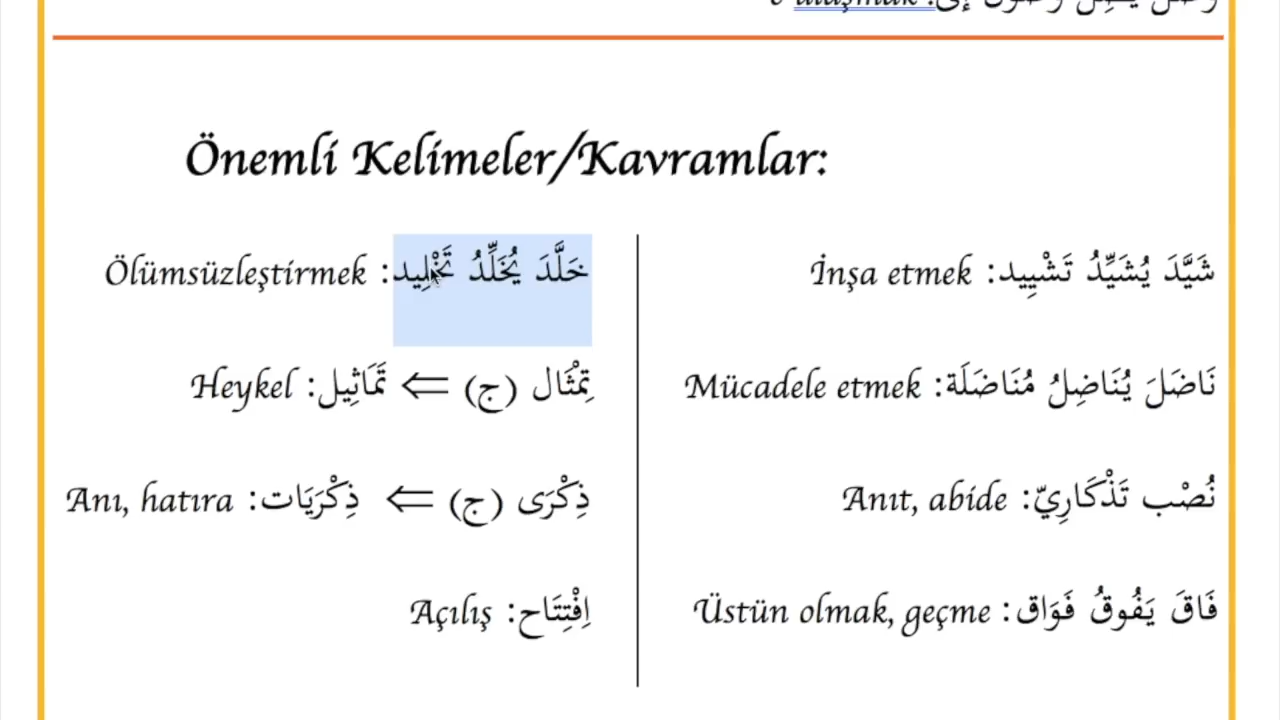 Önemli Kelimeler/Kavramlar:
شَيَّدَ يُشَيِّدُ تَشْيِيد: İnşa etmek
نَاضَلَ يُنَاضِلُ مُنَاضَلَة: Mücadele etmek
نُصْب تَذْكَارِيّ: Anıt, abide
فَاقَ يَفُوقُ فَوَاق: Üstün olmak, geçme
خَلَّدَ يُخَلِّدُ تَخْلِيد: Ölümsüzleştirmek
تِمْثَال (ج) ⇐ تَمَاثِيل: Heykel
ذِكْرَى (ج) ⇐ ذِكْرَيَات: Anı, hatıra
اِفْتِتَاح: Açılış